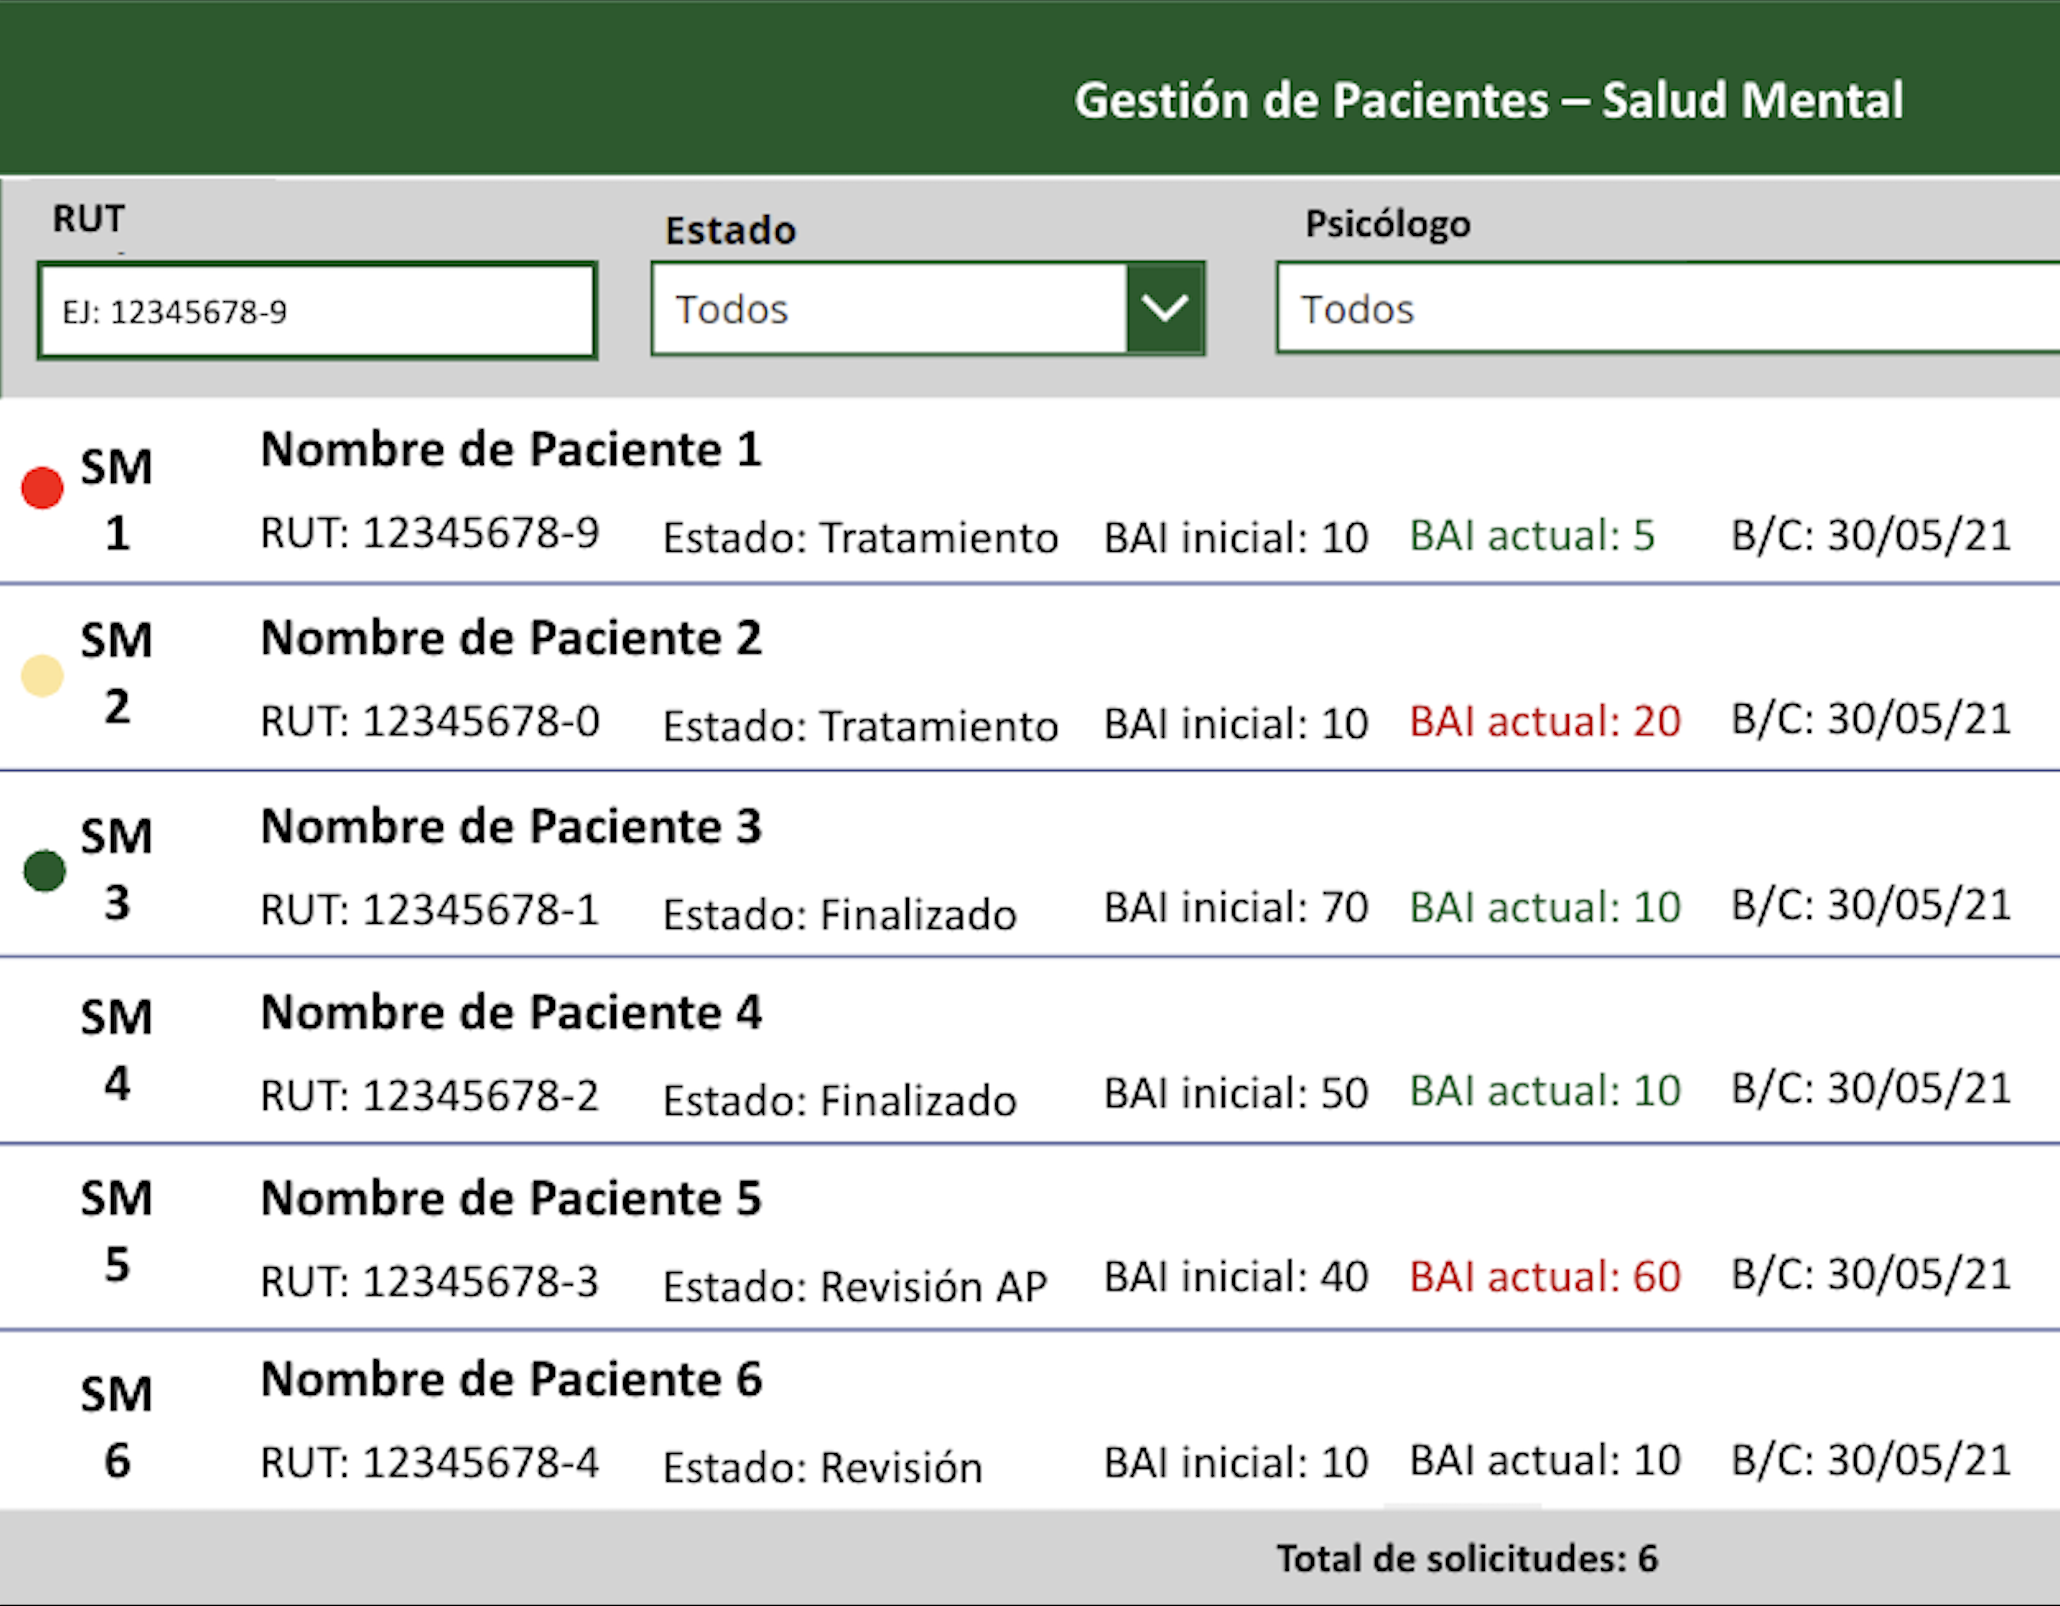 Gestión de Pacientes – Salud Mental
RUT Estado Psicólogo
EJ: 12345678-9 Todos Todos
SM 1 Nombre de Paciente 1
RUT: 12345678-9 Estado: Tratamiento BAI inicial: 10 BAI actual: 5 B/C: 30/05/21
SM 2 Nombre de Paciente 2
RUT: 12345678-0 Estado: Tratamiento BAI inicial: 10 BAI actual: 20 B/C: 30/05/21
SM 3 Nombre de Paciente 3
RUT: 12345678-1 Estado: Finalizado BAI inicial: 70 BAI actual: 10 B/C: 30/05/21
SM 4 Nombre de Paciente 4
RUT: 12345678-2 Estado: Finalizado BAI inicial: 50 BAI actual: 10 B/C: 30/05/21
SM 5 Nombre de Paciente 5
RUT: 12345678-3 Estado: Revisión AP BAI inicial: 40 BAI actual: 60 B/C: 30/05/21
SM 6 Nombre de Paciente 6
RUT: 12345678-4 Estado: Revisión BAI inicial: 10 BAI actual: 10 B/C: 30/05/21
Total de solicitudes: 6